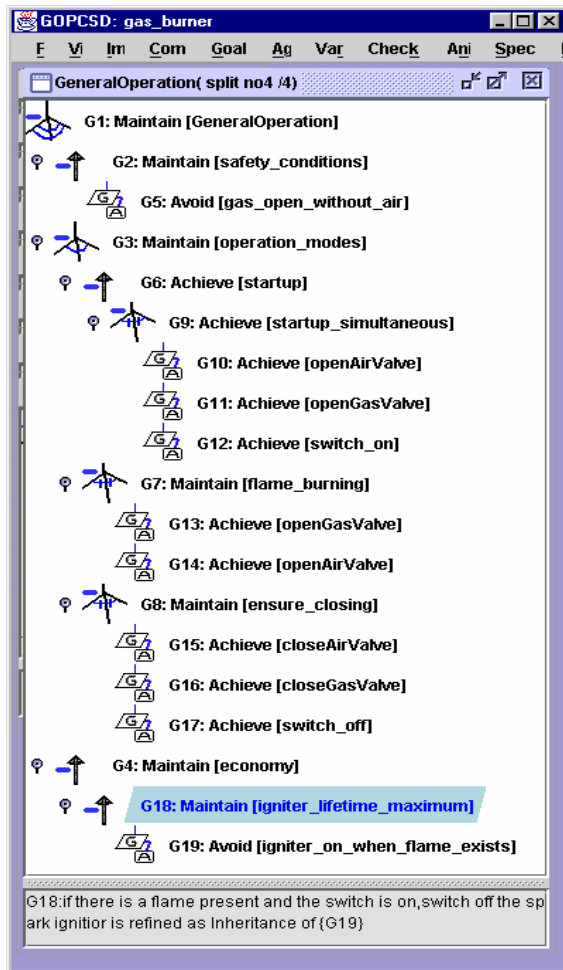 GOPCSD: gas_burner
F Vi Im Com Goal Ag Var Check Ani Spec
GeneralOperation( split no4 /4)
G1: Maintain [GeneralOperation]
G2: Maintain [safety_conditions]
G5: Avoid [gas_open_without_air]
G3: Maintain [operation_modes]
G6: Achieve [startup]
G9: Achieve [startup_simultaneous]
G10: Achieve [openAirValve]
G11: Achieve [openGasValve]
G12: Achieve [switch_on]
G7: Maintain [flame_burning]
G13: Achieve [openGasValve]
G14: Achieve [openAirValve]
G8: Maintain [ensure_closing]
G15: Achieve [closeAirValve]
G16: Achieve [closeGasValve]
G17: Achieve [switch_off]
G4: Maintain [economy]
G18: Maintain [igniter_lifetime_maximum]
G19: Avoid [igniter_on_when_flame_exists]
G18:if there is a flame present and the switch is on,switch off the sp
ark ignitior is refined as Inheritance of {G19}